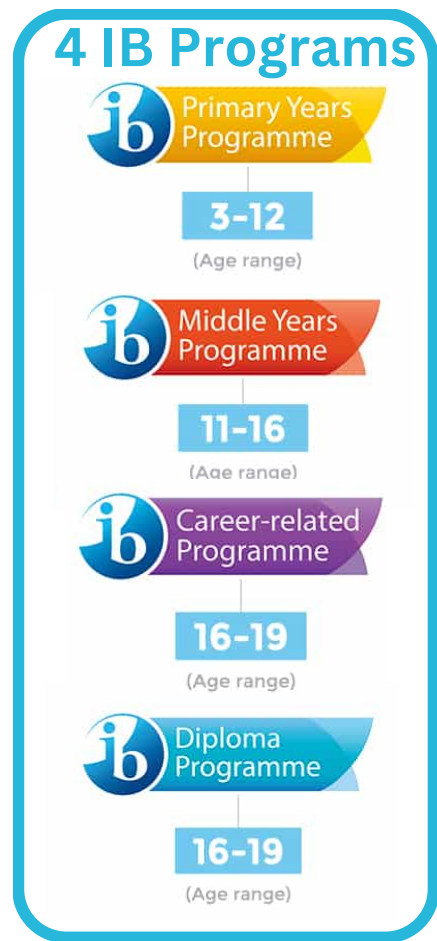 4 IB Programs
ib
Primary Years
Programme
3-12
(Age range)
ib
Middle Years
Programme
11-16
(Age range)
ib
Career-related
Programme
16-19
(Age range)
ib
Diploma
Programme
16-19
(Age range)